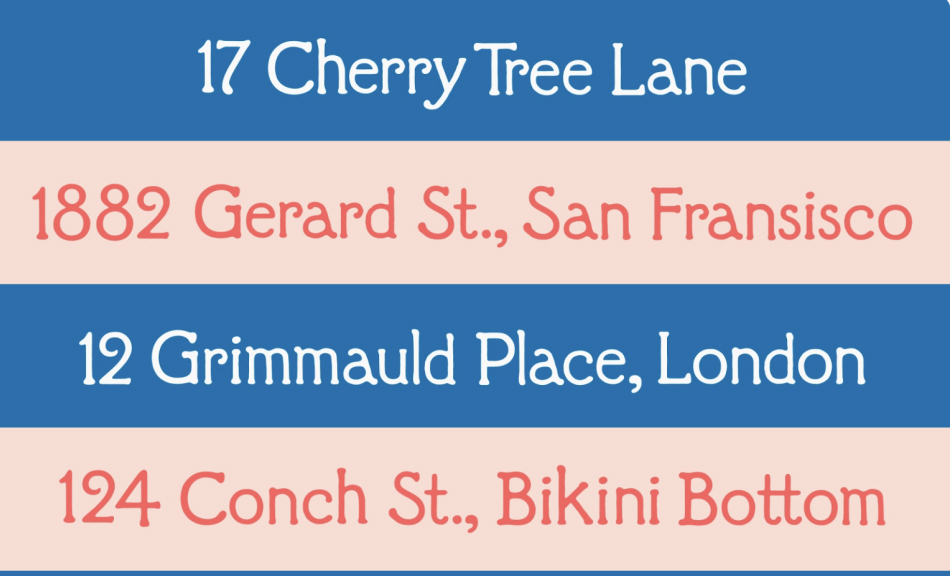 17 Cherry Tree Lane
1882 Gerard St., San Fransisco
12 Grimmauld Place, London
124 Conch St., Bikini Bottom